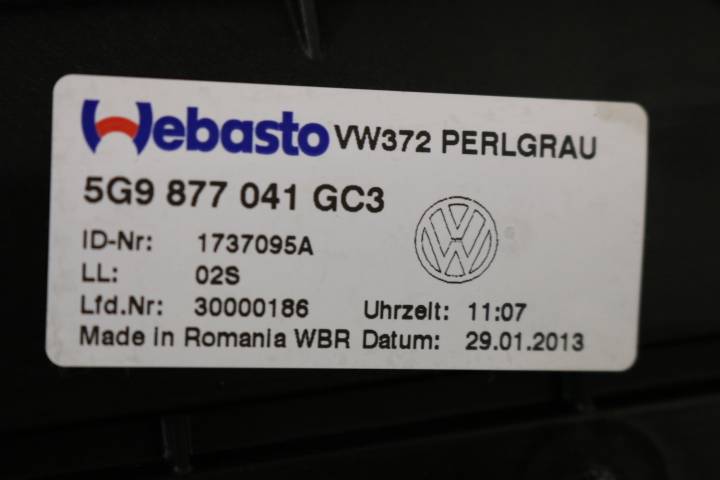 Webasto VW372 PERLGRAU
5G9 877 041 GC3
ID-Nr: 1737095A
LL: 02S
Lfd.Nr: 30000186 Uhrzeit: 11:07
Made in Romania WBR Datum: 29.01.2013